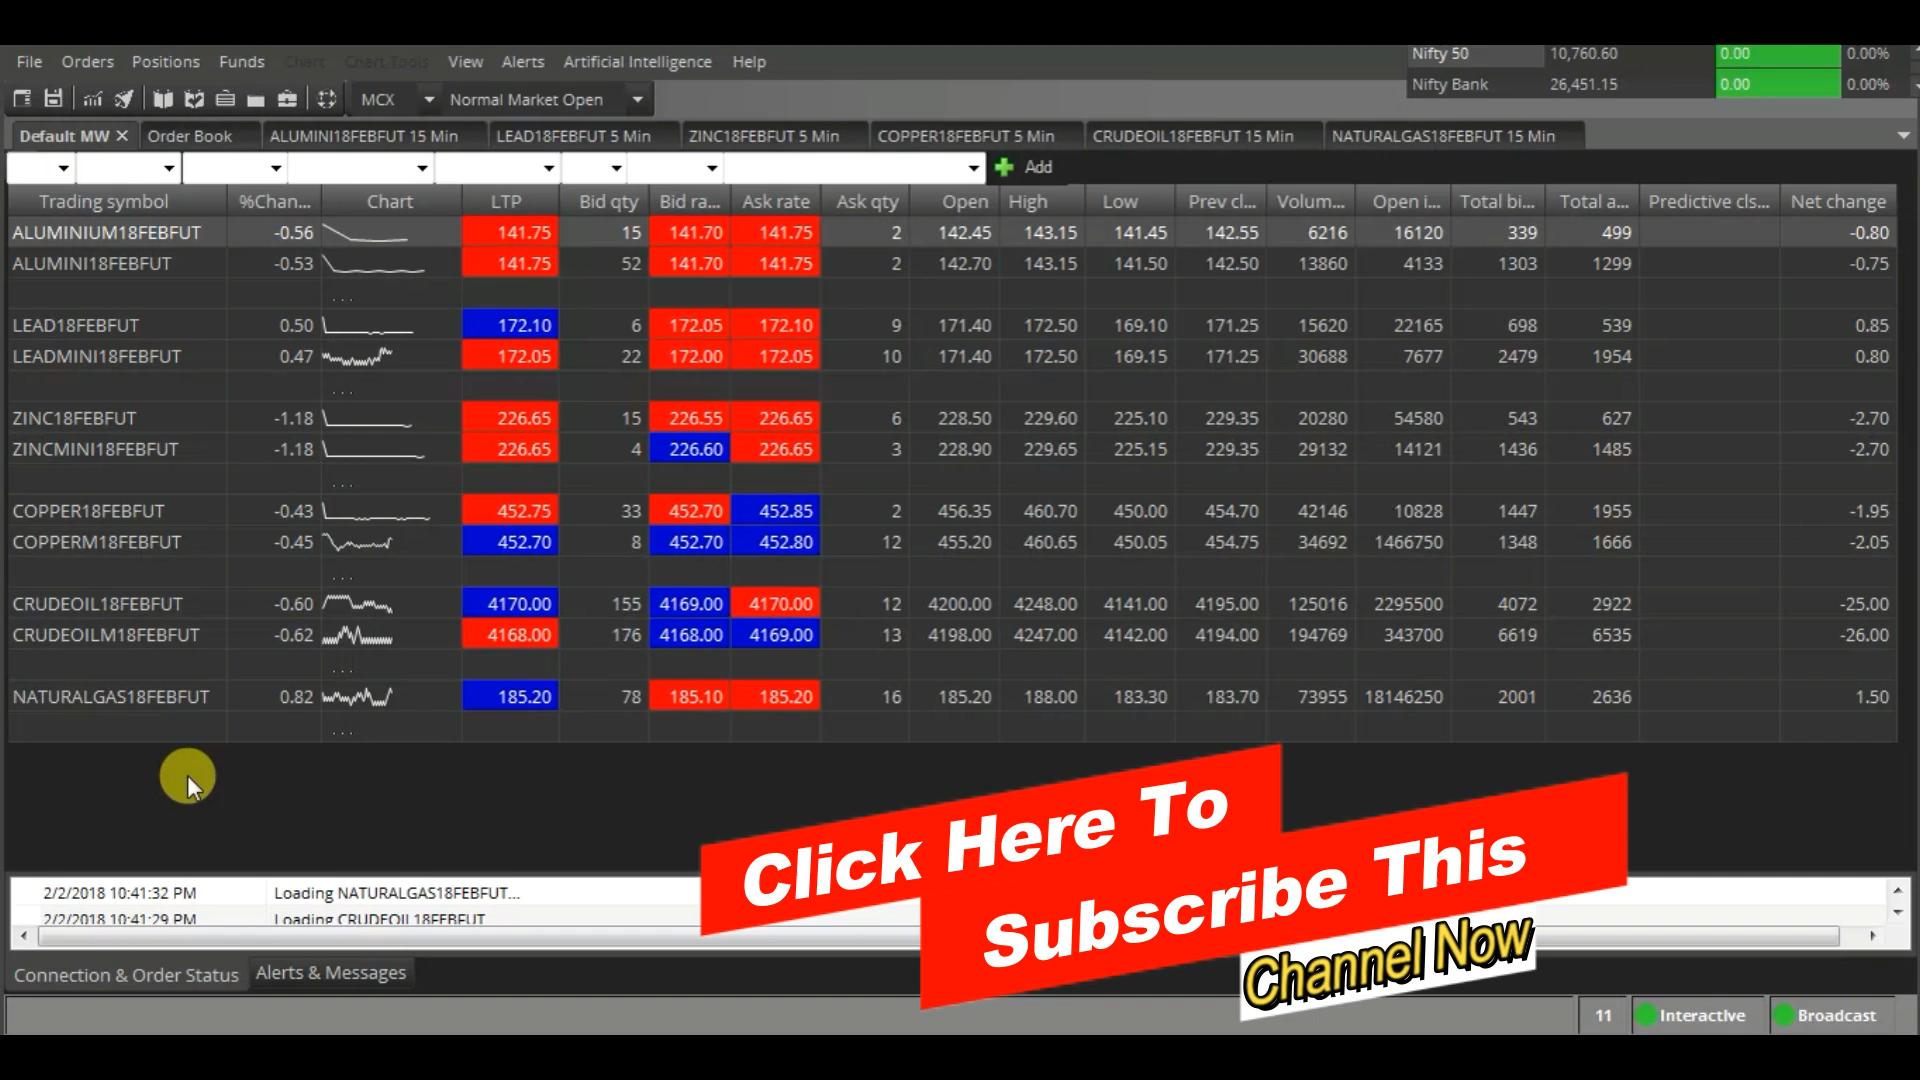 File Orders Positions Funds Chart Chart Tools View Alerts Artificial Intelligence Help
Nifty 50 10,760.60 0.00 0.00%
Nifty Bank 26,451.15 0.00 0.00%
MCX Normal Market Open
Default MW Order Book ALUMINI18FEBFUT 15 Min LEAD18FEBFUT 5 Min ZINC18FEBFUT 5 Min COPPER18FEBFUT 5 Min CRUDEOIL18FEBFUT 15 Min NATURALGAS18FEBFUT 15 Min
Add
Trading symbol %Chan... Chart LTP Bid qty Bid ra... Ask rate Ask qty Open High Low Prev cl... Volum... Open i... Total bi... Total a... Predictive cls... Net change
ALUMINIUM18FEBFUT -0.56 141.75 15 141.70 141.75 2 142.45 143.15 141.45 142.55 6216 16120 339 499 -0.80
ALUMINI18FEBFUT -0.53 141.75 52 141.70 141.75 2 142.70 143.15 141.50 142.50 13860 4133 1303 1299 -0.75
...
LEAD18FEBFUT 0.50 172.10 6 172.05 172.10 9 171.40 172.50 169.10 171.25 15620 22165 698 539 0.85
LEADMINI18FEBFUT 0.47 172.05 22 172.00 172.05 10 171.40 172.50 169.15 171.25 30688 7677 2479 1954 0.80
...
ZINC18FEBFUT -1.18 226.65 15 226.55 226.65 6 228.50 229.60 225.10 229.35 20280 54580 543 627 -2.70
ZINCMINI18FEBFUT -1.18 226.65 4 226.60 226.65 3 228.90 229.65 225.15 229.35 29132 14121 1436 1485 -2.70
...
COPPER18FEBFUT -0.43 452.75 33 452.70 452.85 2 456.35 460.70 450.00 454.70 42146 10828 1447 1955 -1.95
COPPERM18FEBFUT -0.45 452.70 8 452.70 452.80 12 455.20 460.65 450.05 454.75 34692 1466750 1348 1666 -2.05
...
CRUDEOIL18FEBFUT -0.60 4170.00 155 4169.00 4170.00 12 4200.00 4248.00 4141.00 4195.00 125016 2295500 4072 2922 -25.00
CRUDEOILM18FEBFUT -0.62 4168.00 176 4168.00 4169.00 13 4198.00 4247.00 4142.00 4194.00 194769 343700 6619 6535 -26.00
...
NATURALGAS18FEBFUT 0.82 185.20 78 185.10 185.20 16 185.20 188.00 183.30 183.70 73955 18146250 2001 2636 1.50
...
Click Here To
Subscribe This
Channel Now
2/2/2018 10:41:32 PM Loading NATURALGAS18FEBFUT...
2/2/2018 10:41:29 PM Loading CRUDEOIL18FEBFUT
Connection & Order Status Alerts & Messages
11 Interactive Broadcast